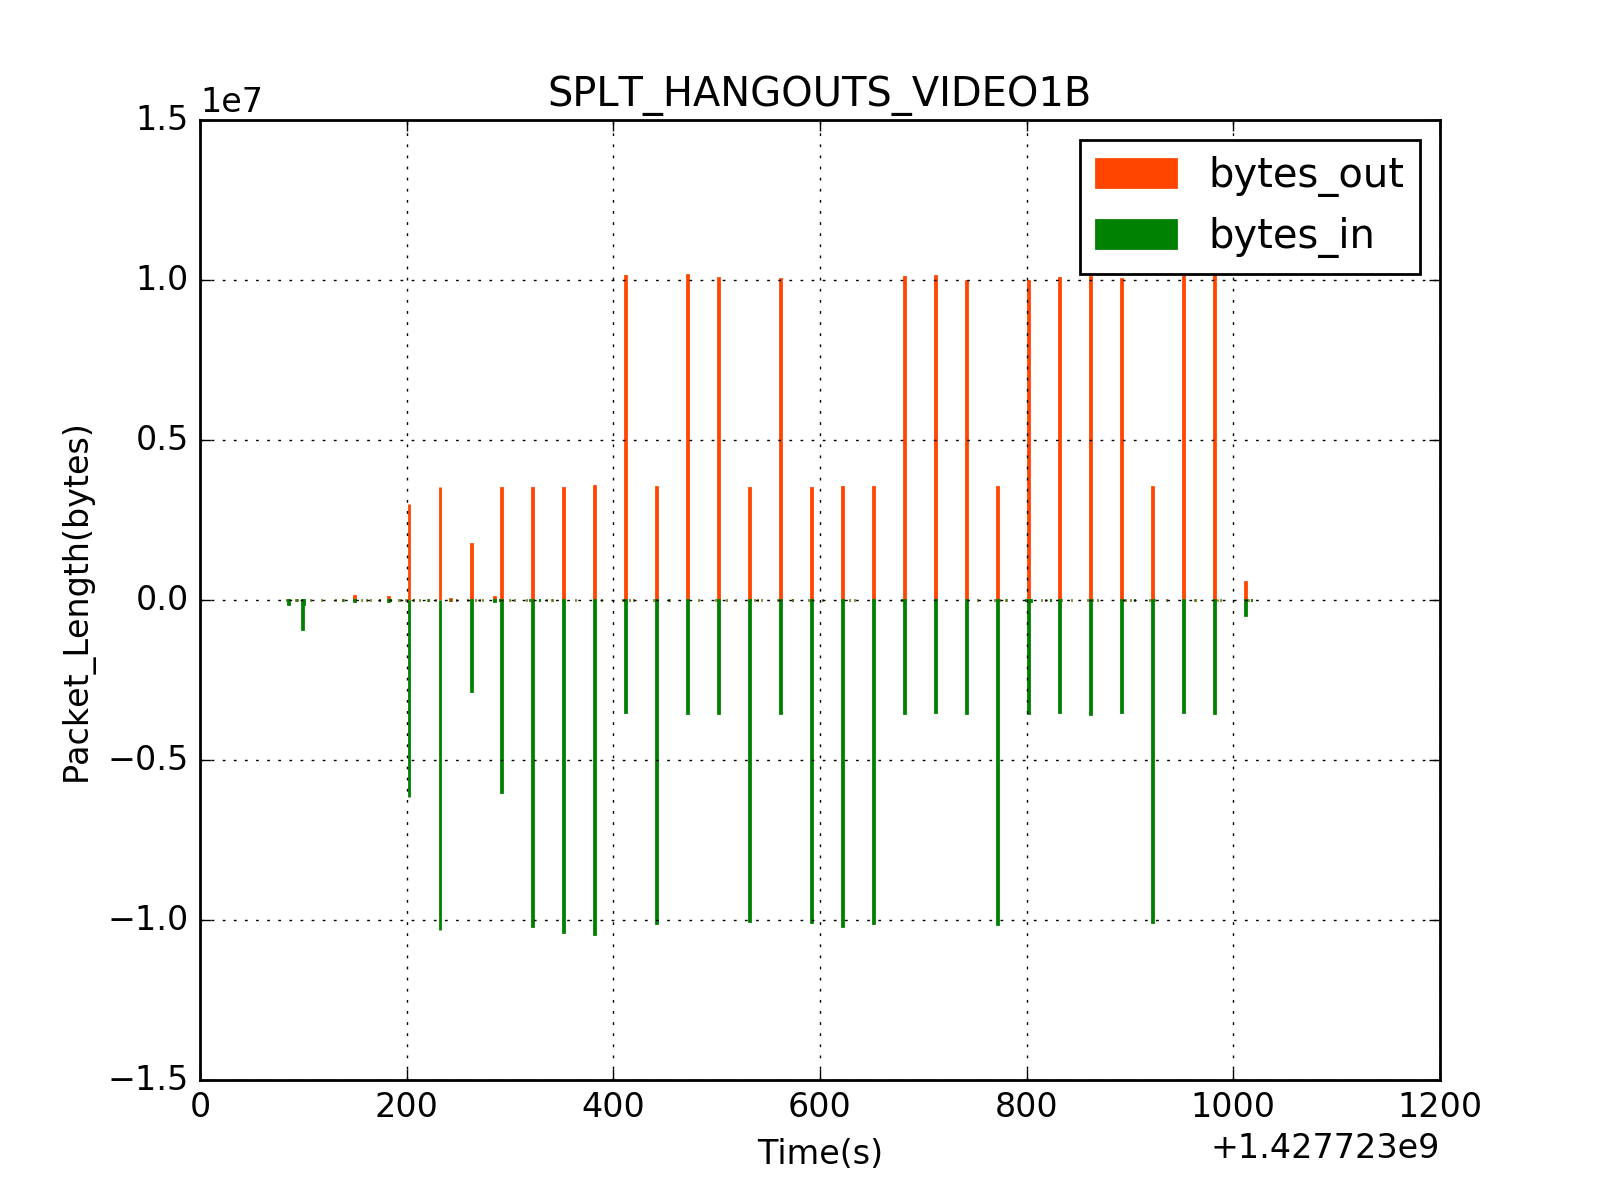 SPLT_HANGOUTS_VIDEO1B
1e7
1.5
1.0
0.5
0.0
−0.5
−1.0
−1.5
Packet_Length(bytes)
bytes_out
bytes_in
0 200 400 600 800 1000 1200
Time(s)
+1.427723e9